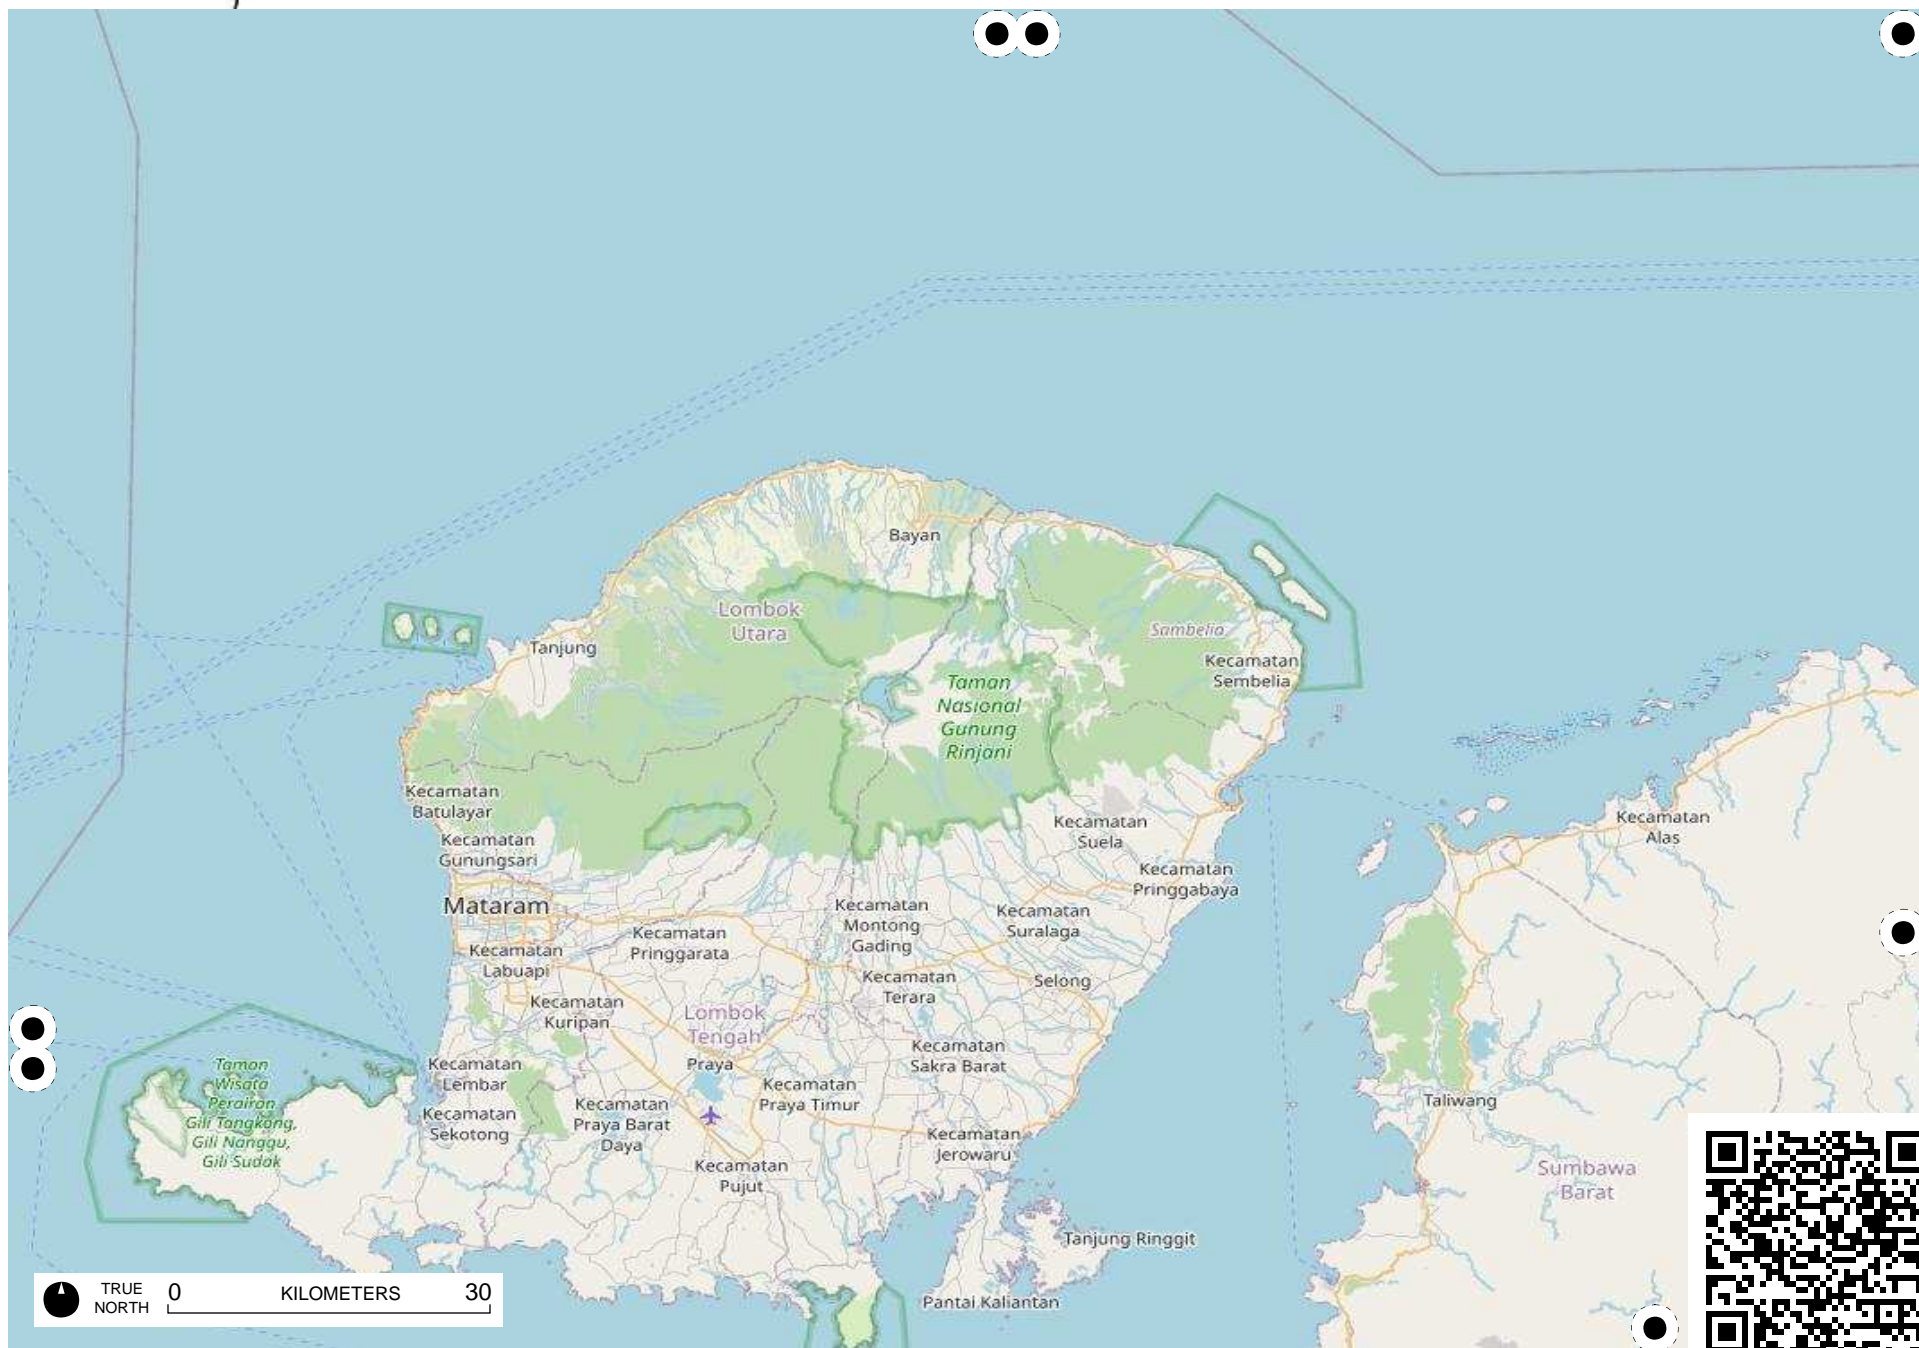 Bayan
Lombok
Utara
Tanjung
Sambelia
Kecamatan
Sembelia
Taman
Nasional
Gunung
Rinjani
Kecamatan
Batulayar
Kecamatan
Gunungsari
Kecamatan
Suela
Kecamatan
Alas
Kecamatan
Pringgabaya
Mataram
Kecamatan
Montong
Gading
Kecamatan
Suralaga
Kecamatan
Pringgarata
Kecamatan
Labuapi
Kecamatan
Terara
Selong
Kecamatan
Kuripan
Lombok
Tengah
Praya
Kecamatan
Sakra Barat
Taman
Wisata
Perairan
Gili Tangkong,
Gili Nanggu,
Gili Sudak
Kecamatan
Lembar
Kecamatan
Sekotong
Kecamatan
Praya Barat
Daya
Kecamatan
Praya Timur
Taliwang
Kecamatan
Jerowaru
Kecamatan
Pujut
Sumbawa
Barat
Tanjung Ringgit
Pantai Kaliantan
TRUE
NORTH
0 KILOMETERS 30